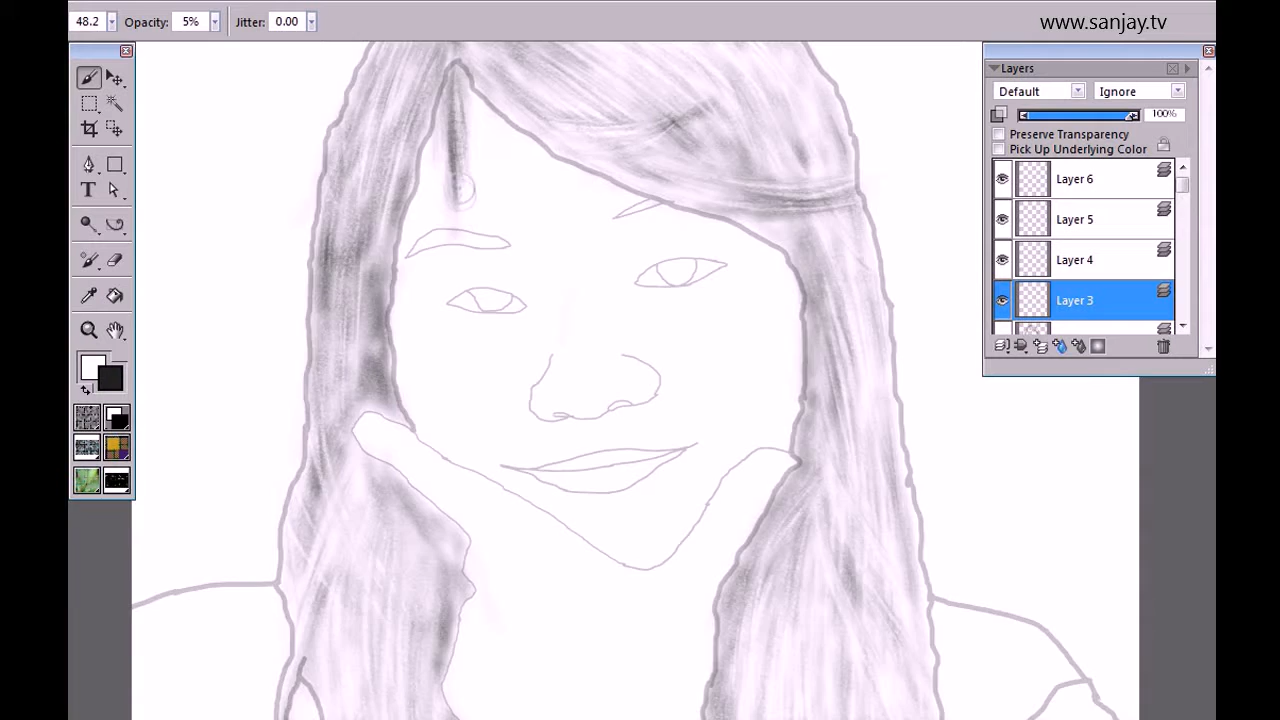 48.2 Opacity: 5% Jitter: 0.00
www.sanjay.tv
Layers
Default Ignore
100%
Preserve Transparency
Pick Up Underlying Color
Layer 6
Layer 5
Layer 4
Layer 3
T